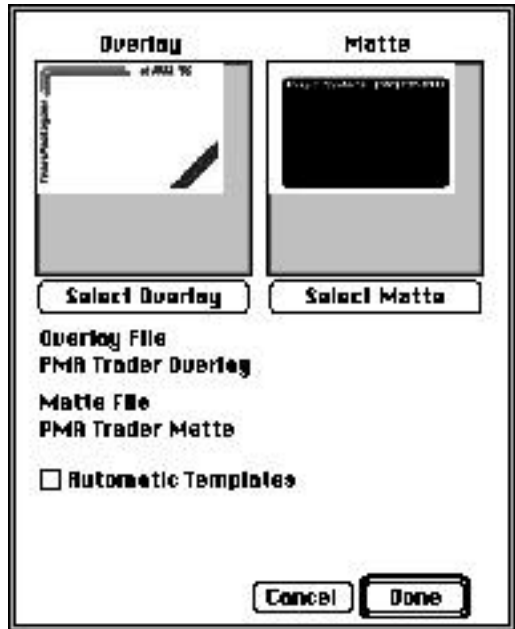 Overlay
Matte
Select Overlay
Select Matte
Overlay File
PMA Trader Overlay
Matte File
PMA Trader Matte
Automatic Templates
Cancel
Done